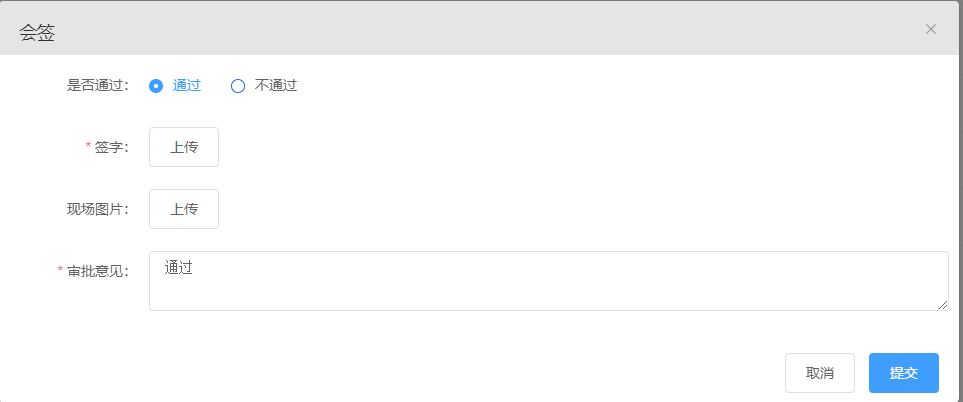 会签
是否通过： 通过 不通过
* 签字： 上传
现场图片： 上传
* 审批意见： 通过
取消 提交